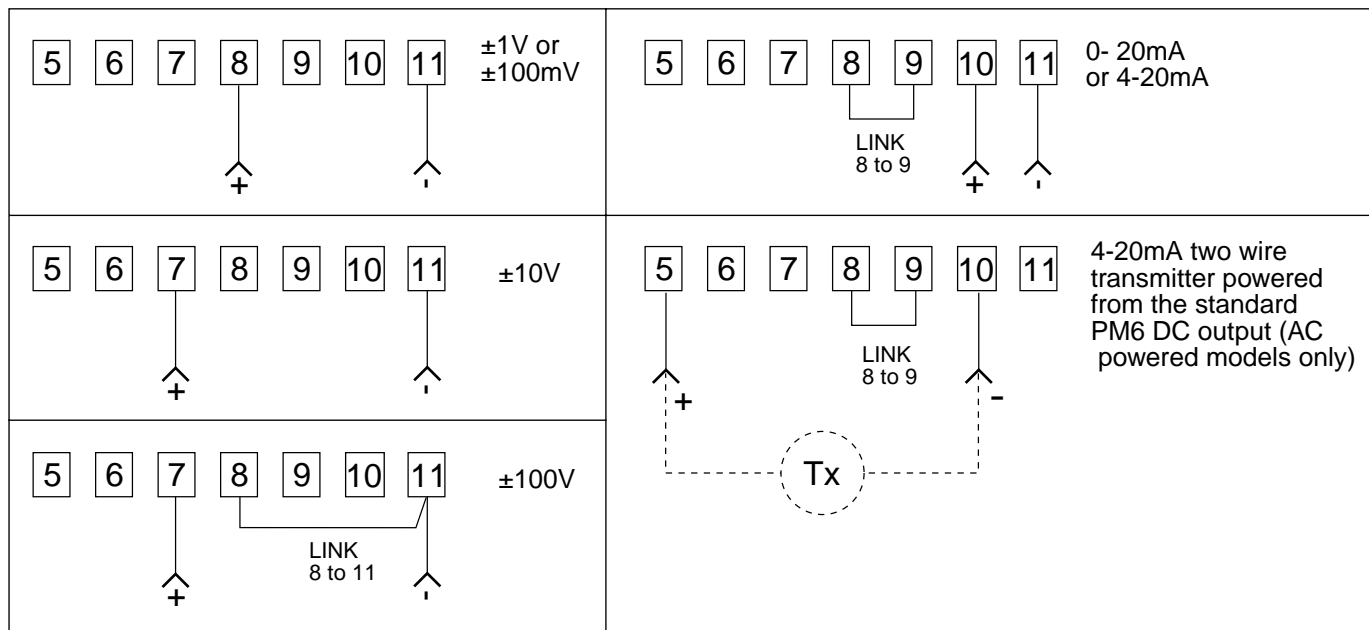 5 6 7 8 9 10 11
±1V or
±100mV
+ -
5 6 7 8 9 10 11
0- 20mA
or 4-20mA
LINK
8 to 9
+ -
5 6 7 8 9 10 11
±10V
+ -
5 6 7 8 9 10 11
4-20mA two wire
transmitter powered
from the standard
PM6 DC output (AC
powered models only)
LINK
8 to 9
+ -
Tx
5 6 7 8 9 10 11
±100V
LINK
8 to 11
+ -